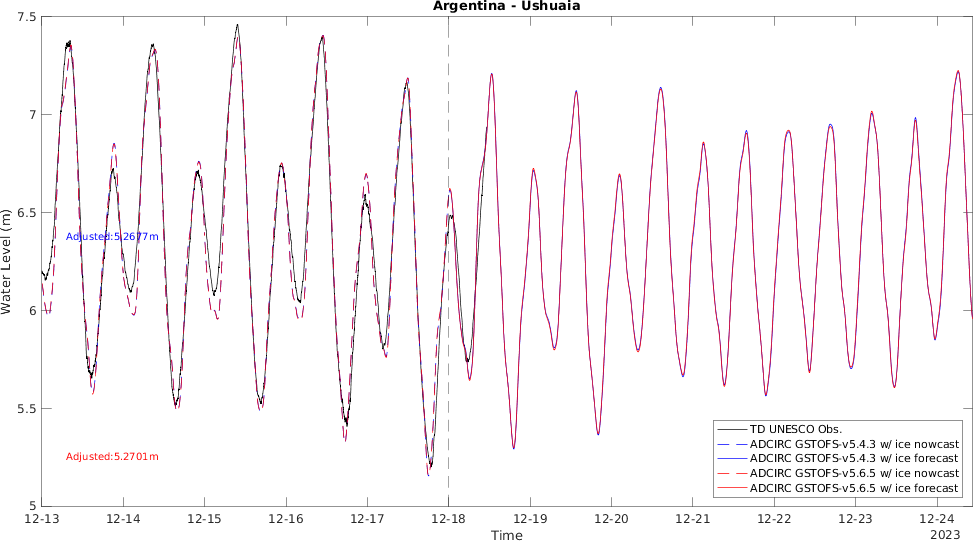 Argentina - Ushuaia
7.5
7
6.5
6
5.5
5
Water Level (m)
Adjusted:5.2677m
Adjusted:5.2701m
TD UNESCO Obs.
ADCIRC GSTOFS-v5.4.3 w/ ice nowcast
ADCIRC GSTOFS-v5.4.3 w/ ice forecast
ADCIRC GSTOFS-v5.6.5 w/ ice nowcast
ADCIRC GSTOFS-v5.6.5 w/ ice forecast
12-13 12-14 12-15 12-16 12-17 12-18 12-19 12-20 12-21 12-22 12-23 12-24
Time
2023